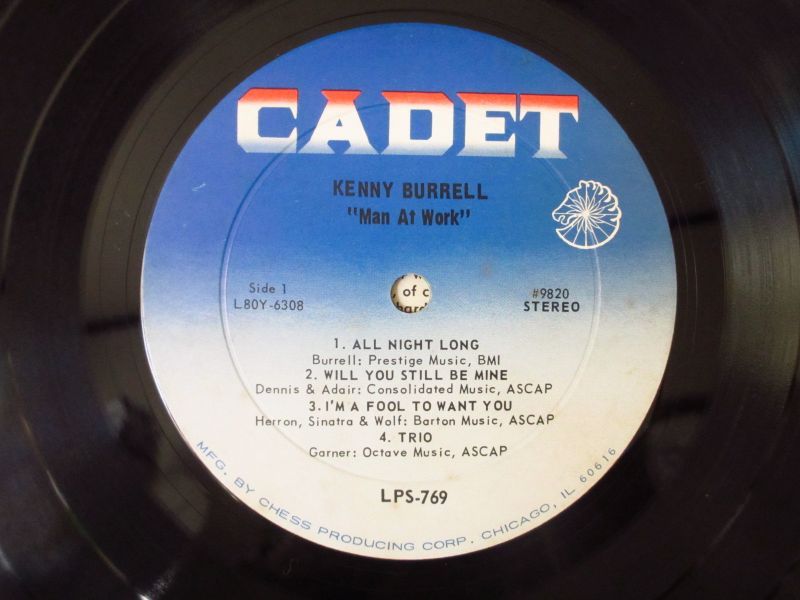 CADET
KENNY BURRELL
"Man At Work"
Side 1
L80Y-6308
#9820
STEREO
of c
1. ALL NIGHT LONG
Burrell: Prestige Music, BMI
2. WILL YOU STILL BE MINE
Dennis & Adair: Consolidated Music, ASCAP
3. I'M A FOOL TO WANT YOU
Herron, Sinatra & Wolf: Barton Music, ASCAP
4. TRIO
Garner: Octave Music, ASCAP
LPS-769
MFG. BY CHESS PRODUCING CORP. CHICAGO, IL 60616